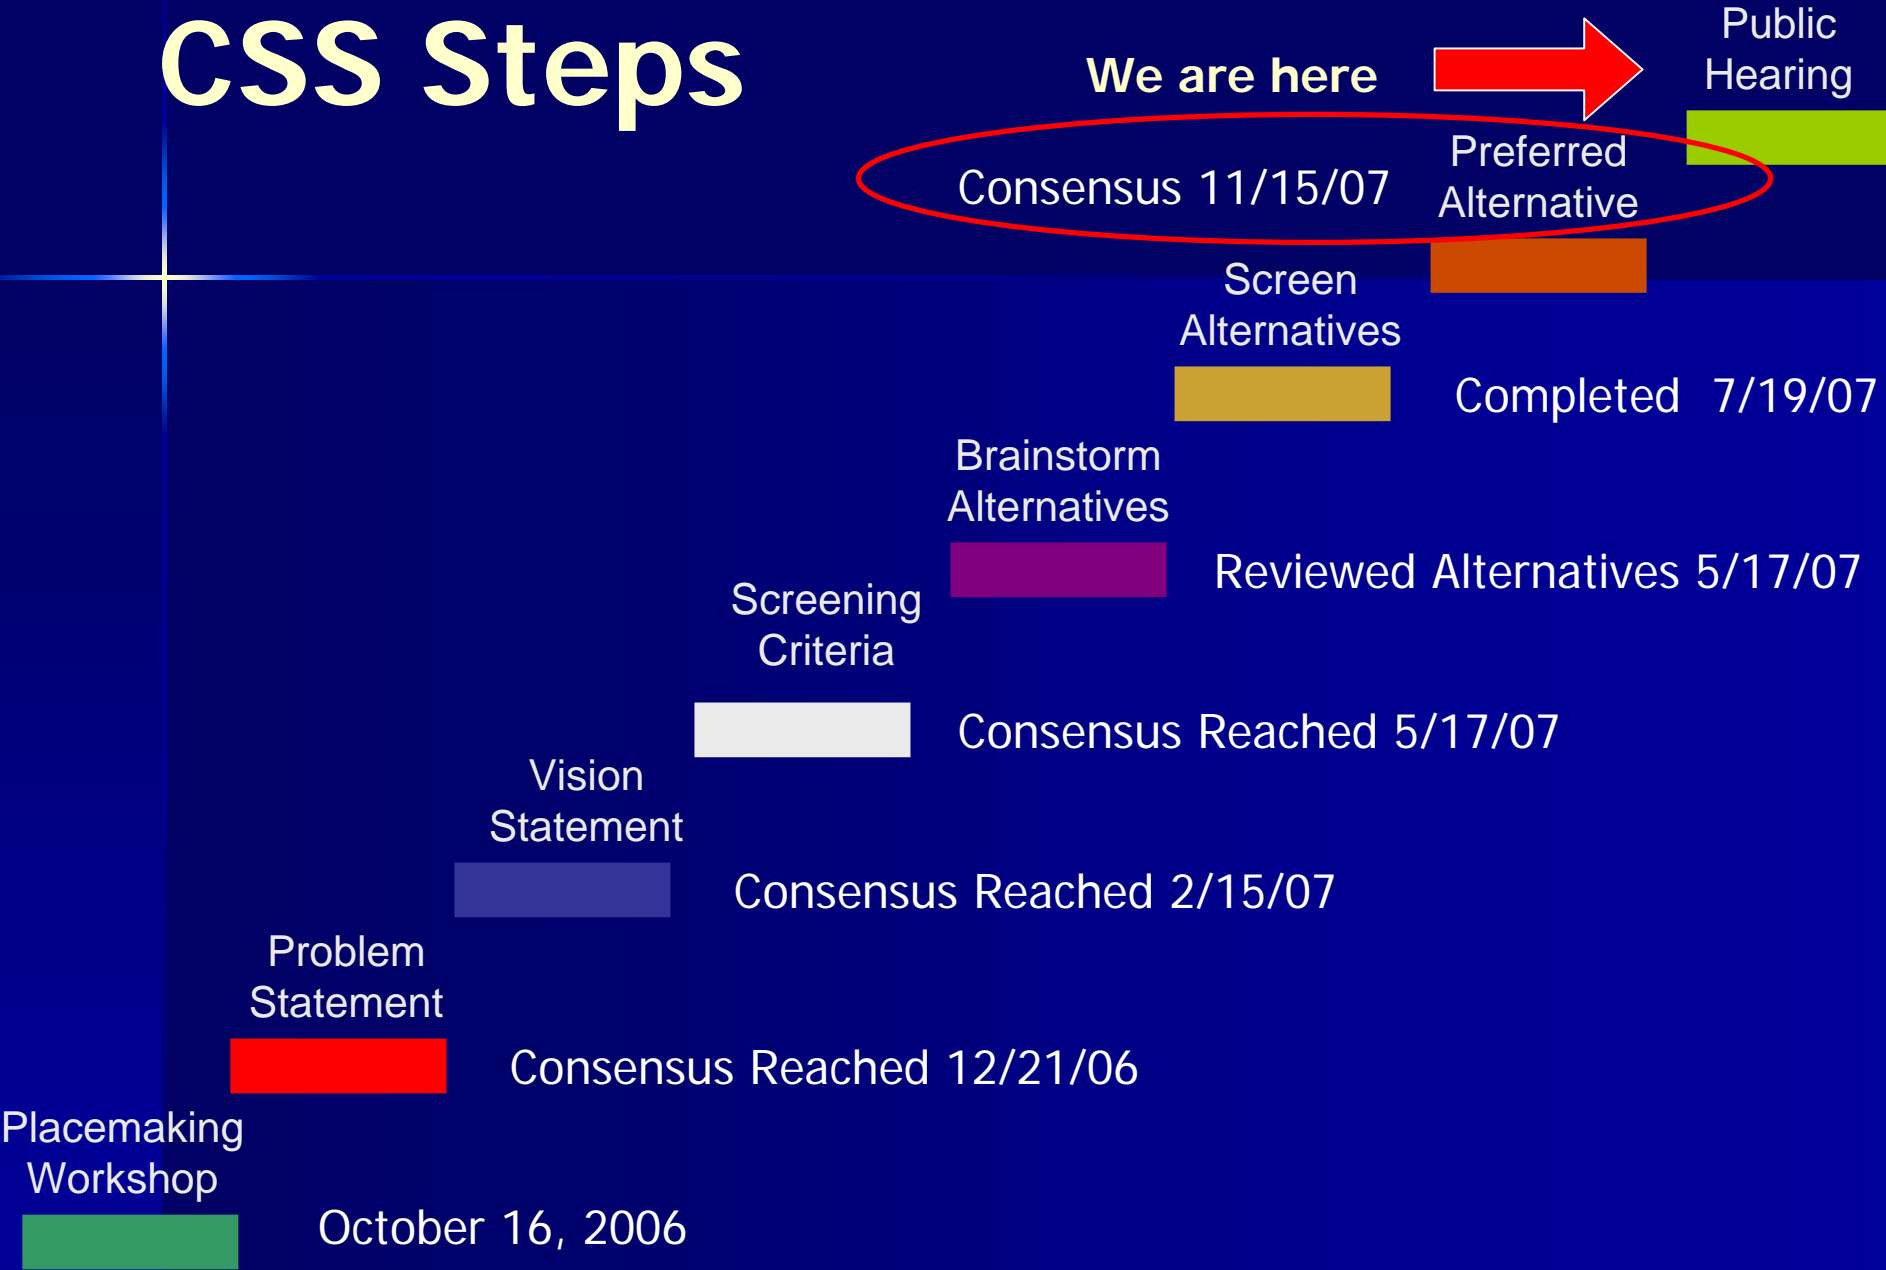 CSS Steps
We are here
Public
Hearing
Consensus 11/15/07
Preferred
Alternative
Screen
Alternatives
Completed 7/19/07
Brainstorm
Alternatives
Reviewed Alternatives 5/17/07
Screening
Criteria
Consensus Reached 5/17/07
Vision
Statement
Consensus Reached 2/15/07
Problem
Statement
Consensus Reached 12/21/06
Placemaking
Workshop
October 16, 2006